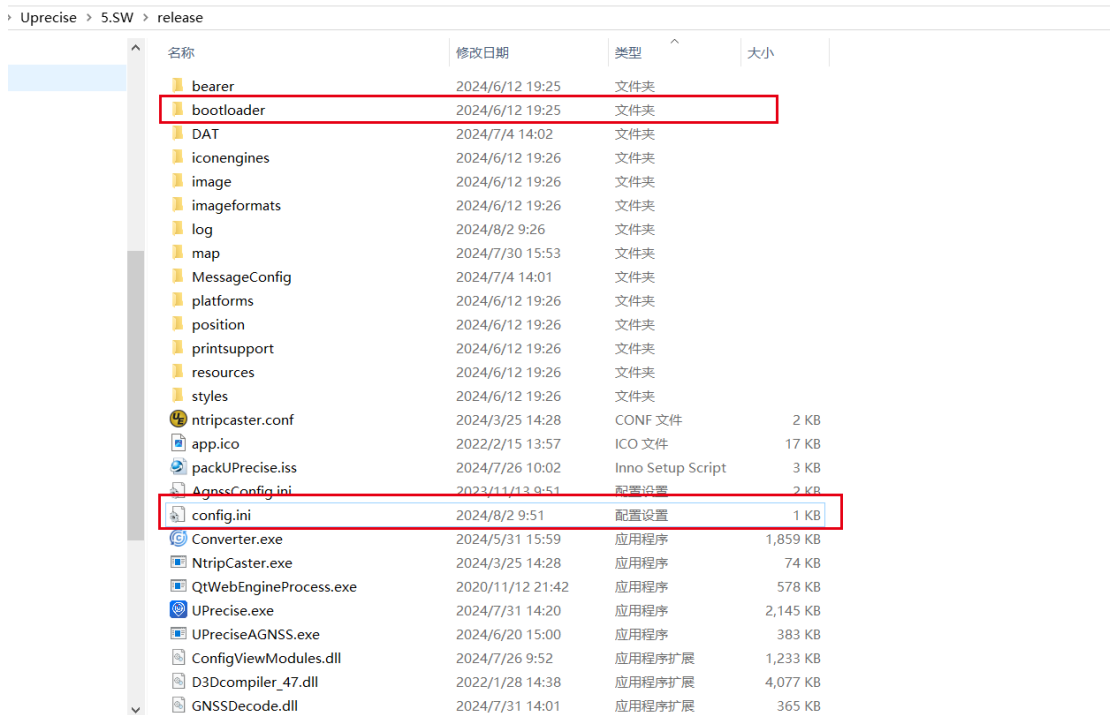 Uprecise > 5.SW > release
名称 修改日期 类型 大小
bearer 2024/6/12 19:25 文件夹
bootloader 2024/6/12 19:25 文件夹
DAT 2024/7/4 14:02 文件夹
iconengines 2024/6/12 19:26 文件夹
image 2024/6/12 19:26 文件夹
imageformats 2024/6/12 19:26 文件夹
log 2024/8/2 9:26 文件夹
map 2024/7/30 15:53 文件夹
MessageConfig 2024/7/4 14:01 文件夹
platforms 2024/6/12 19:26 文件夹
position 2024/6/12 19:26 文件夹
printsupport 2024/6/12 19:26 文件夹
resources 2024/6/12 19:26 文件夹
styles 2024/6/12 19:26 文件夹
ntripcaster.conf 2024/3/25 14:28 CONF 文件 2 KB
app.ico 2022/2/15 13:57 ICO 文件 17 KB
packUPrecise.iss 2024/7/26 10:02 Inno Setup Script 3 KB
AgnssConfig.ini 2023/11/13 9:51 配置设置 2 KB
config.ini 2024/8/2 9:51 配置设置 1 KB
Converter.exe 2024/5/31 15:59 应用程序 1,859 KB
NtripCaster.exe 2024/3/25 14:28 应用程序 74 KB
QtWebEngineProcess.exe 2020/11/12 21:42 应用程序 578 KB
UPrecise.exe 2024/7/31 14:20 应用程序 2,145 KB
UPreciseAGNSS.exe 2024/6/20 15:00 应用程序 383 KB
ConfigViewModules.dll 2024/7/26 9:52 应用程序扩展 1,233 KB
D3Dcompiler_47.dll 2022/1/28 14:38 应用程序扩展 4,077 KB
GNSSDecode.dll 2024/7/31 14:01 应用程序扩展 365 KB